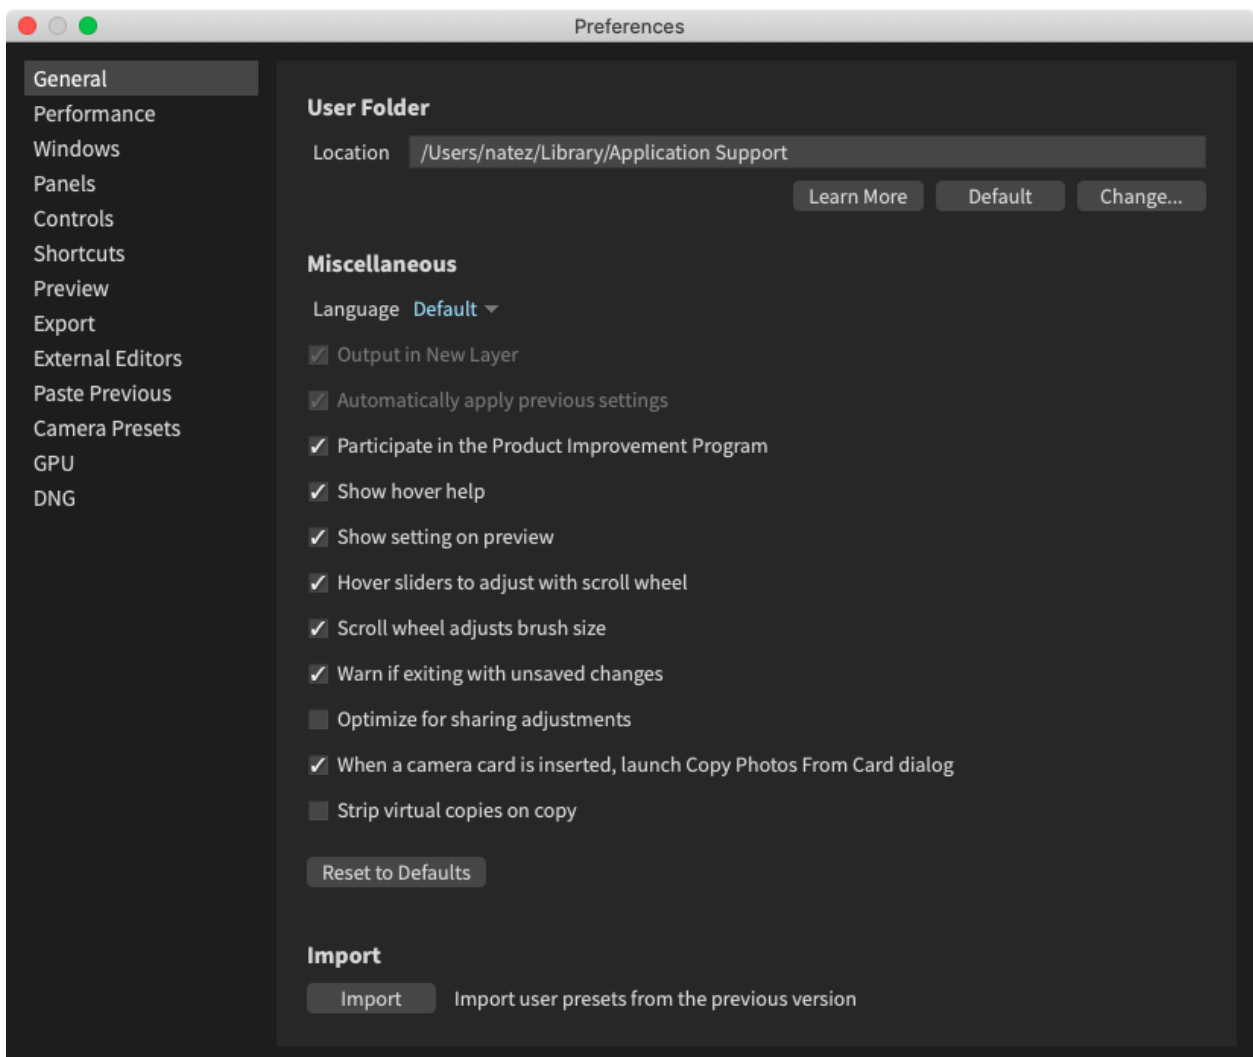 Preferences
General
Performance
Windows
Panels
Controls
Shortcuts
Preview
Export
External Editors
Paste Previous
Camera Presets
GPU
DNG
User Folder
Location /Users/natez/Library/Application Support
Learn More Default Change...
Miscellaneous
Language Default
Output in New Layer
Automatically apply previous settings
Participate in the Product Improvement Program
Show hover help
Show setting on preview
Hover sliders to adjust with scroll wheel
Scroll wheel adjusts brush size
Warn if exiting with unsaved changes
Optimize for sharing adjustments
When a camera card is inserted, launch Copy Photos From Card dialog
Strip virtual copies on copy
Reset to Defaults
Import
Import Import user presets from the previous version